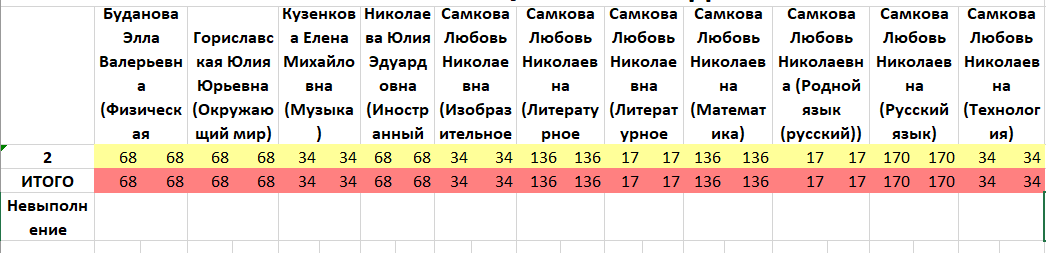 Буданова Элла Валерьевн а (Физическ ая
Гориславс кая Юлия Юрьевна (Окружаю щий мир)
Кузенков а Елена Михайло вна (Музыка )
Николае ва Юлия Эдуард овна (Иностр анный
Самкова Любовь Николае вна (Изобраз ительное
Самкова Любовь Николаев на (Литерату рное
Самкова Любовь Николае вна (Литерат урное
Самкова Любовь Николаев на (Математ ика)
Самкова Любовь Николаевн а (Родной язык (русский))
Самкова Любовь Николаев на (Русский язык)
Самкова Любовь Николаев на (Технолог ия)
2 68 68 68 68 34 34 68 68 34 34 136 136 17 17 136 136 17 17 170 170 34 34
ИТОГО 68 68 68 68 34 34 68 68 34 34 136 136 17 17 136 136 17 17 170 170 34 34
Невыполн
ение